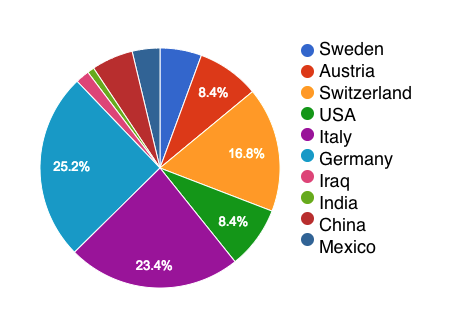 Sweden
Austria
Switzerland
USA
Italy
Germany
Iraq
India
China
Mexico
8.4%
16.8%
8.4%
23.4%
25.2%